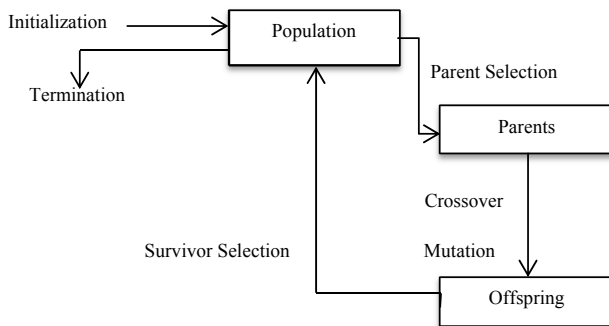 Initialization
Population
Termination
Parent Selection
Parents
Crossover
Survivor Selection
Mutation
Offspring